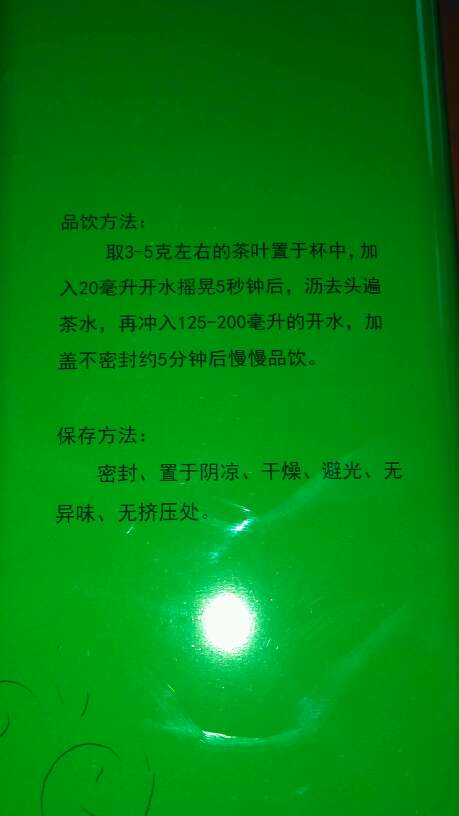 品饮方法：
取3-5克左右的茶叶置于杯中，加
入20毫升开水摇晃5秒钟后，沥去头遍
茶水，再冲入125-200毫升的开水，加
盖不密封约5分钟后慢慢品饮。
保存方法：
密封、置于阴凉、干燥、避光、无
异味、无挤压处。